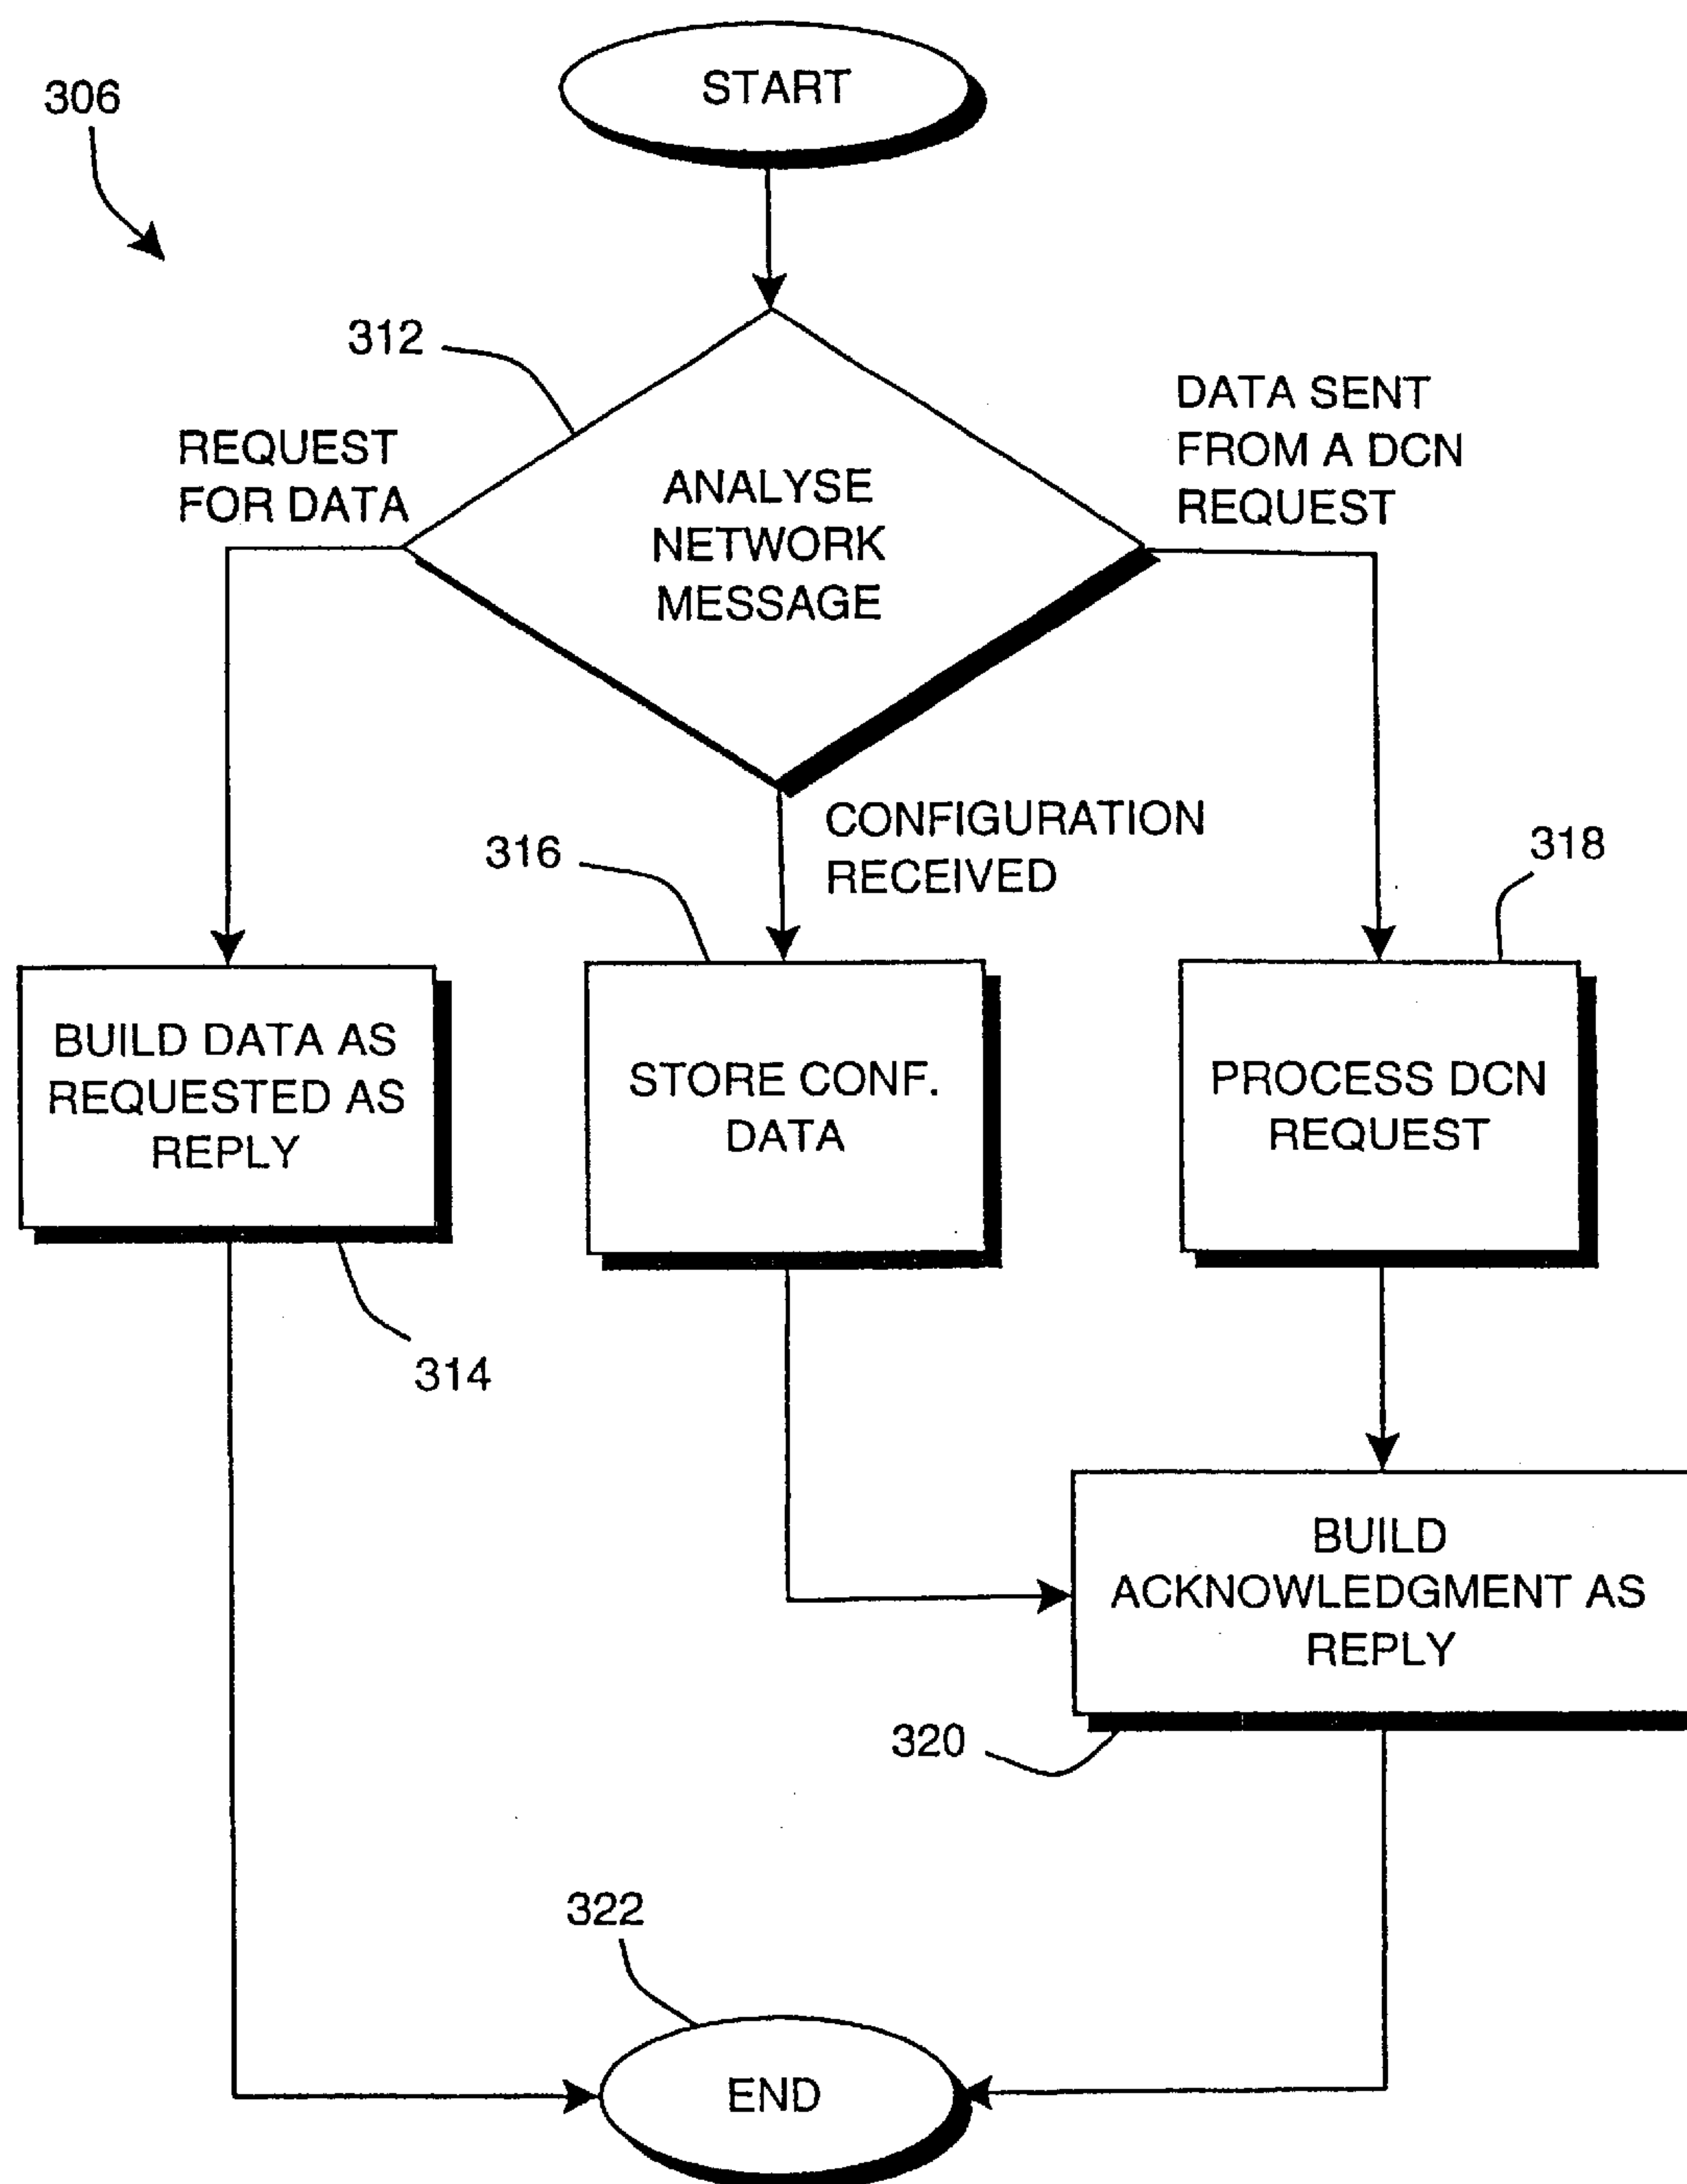 START
306
312
REQUEST
FOR DATA
ANALYSE
NETWORK
MESSAGE
DATA SENT
FROM A DCN
REQUEST
CONFIGURATION
RECEIVED
316
318
BUILD DATA AS
REQUESTED AS
REPLY
STORE CONF.
DATA
PROCESS DCN
REQUEST
314
BUILD
ACKNOWLEDGMENT AS
REPLY
320
322
END